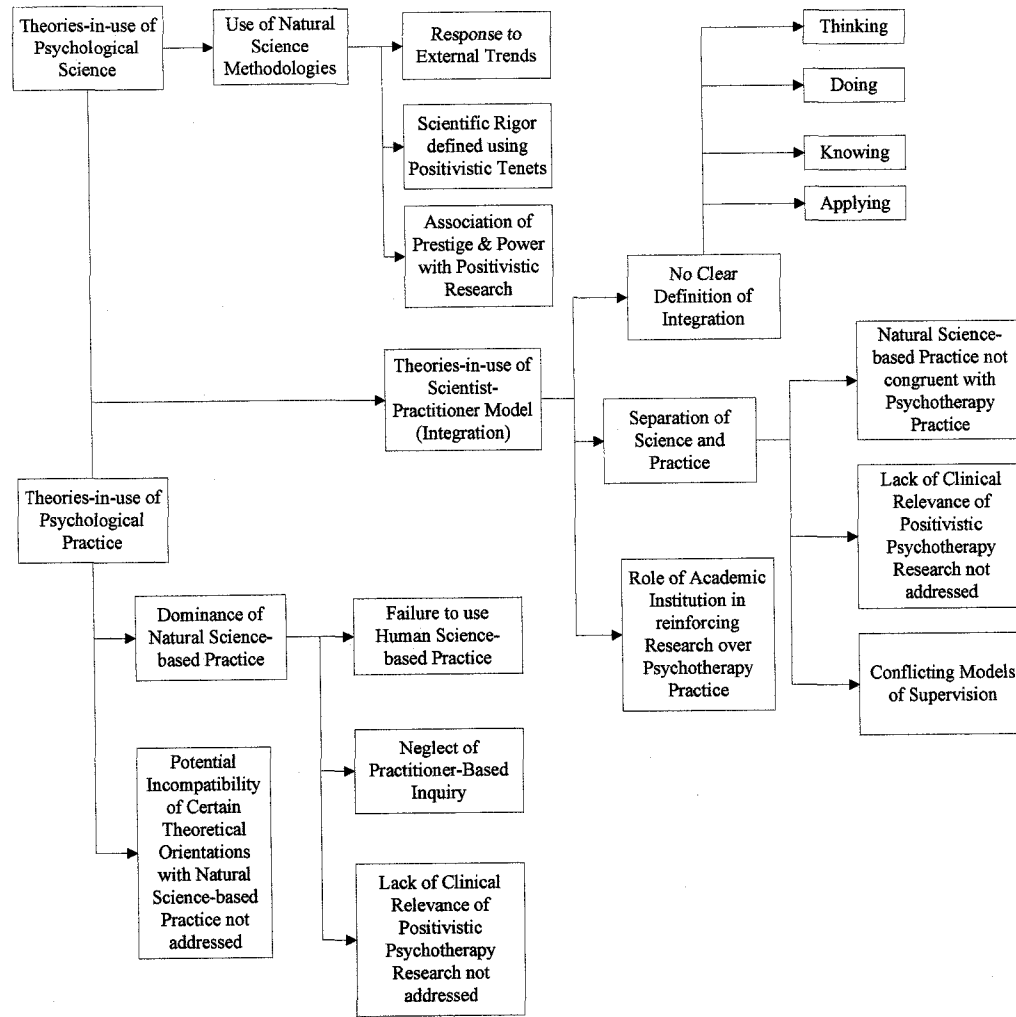 Theories-in-use of
Psychological
Science
Use of Natural
Science
Methodologies
Response to
External Trends
Scientific Rigor
defined using
Positivistic Tenets
Association of
Prestige & Power
with Positivistic
Research
Thinking
Doing
Knowing
Applying
No Clear
Definition of
Integration
Theories-in-use of
Scientist-
Practitioner Model
(Integration)
Separation of
Science and
Practice
Natural Science-
based Practice not
congruent with
Psychotherapy
Practice
Lack of Clinical
Relevance of
Positivistic
Psychotherapy
Research not
addressed
Conflicting Models
of Supervision
Role of Academic
Institution in
reinforcing
Research over
Psychotherapy
Practice
Theories-in-use of
Psychological
Practice
Dominance of
Natural Science-
based Practice
Failure to use
Human Science-
based Practice
Neglect of
Practitioner-Based
Inquiry
Potential
Incompatibility
of Certain
Theoretical
Orientations
with Natural
Science-based
Practice not
addressed
Lack of Clinical
Relevance of
Positivistic
Psychotherapy
Research not
addressed